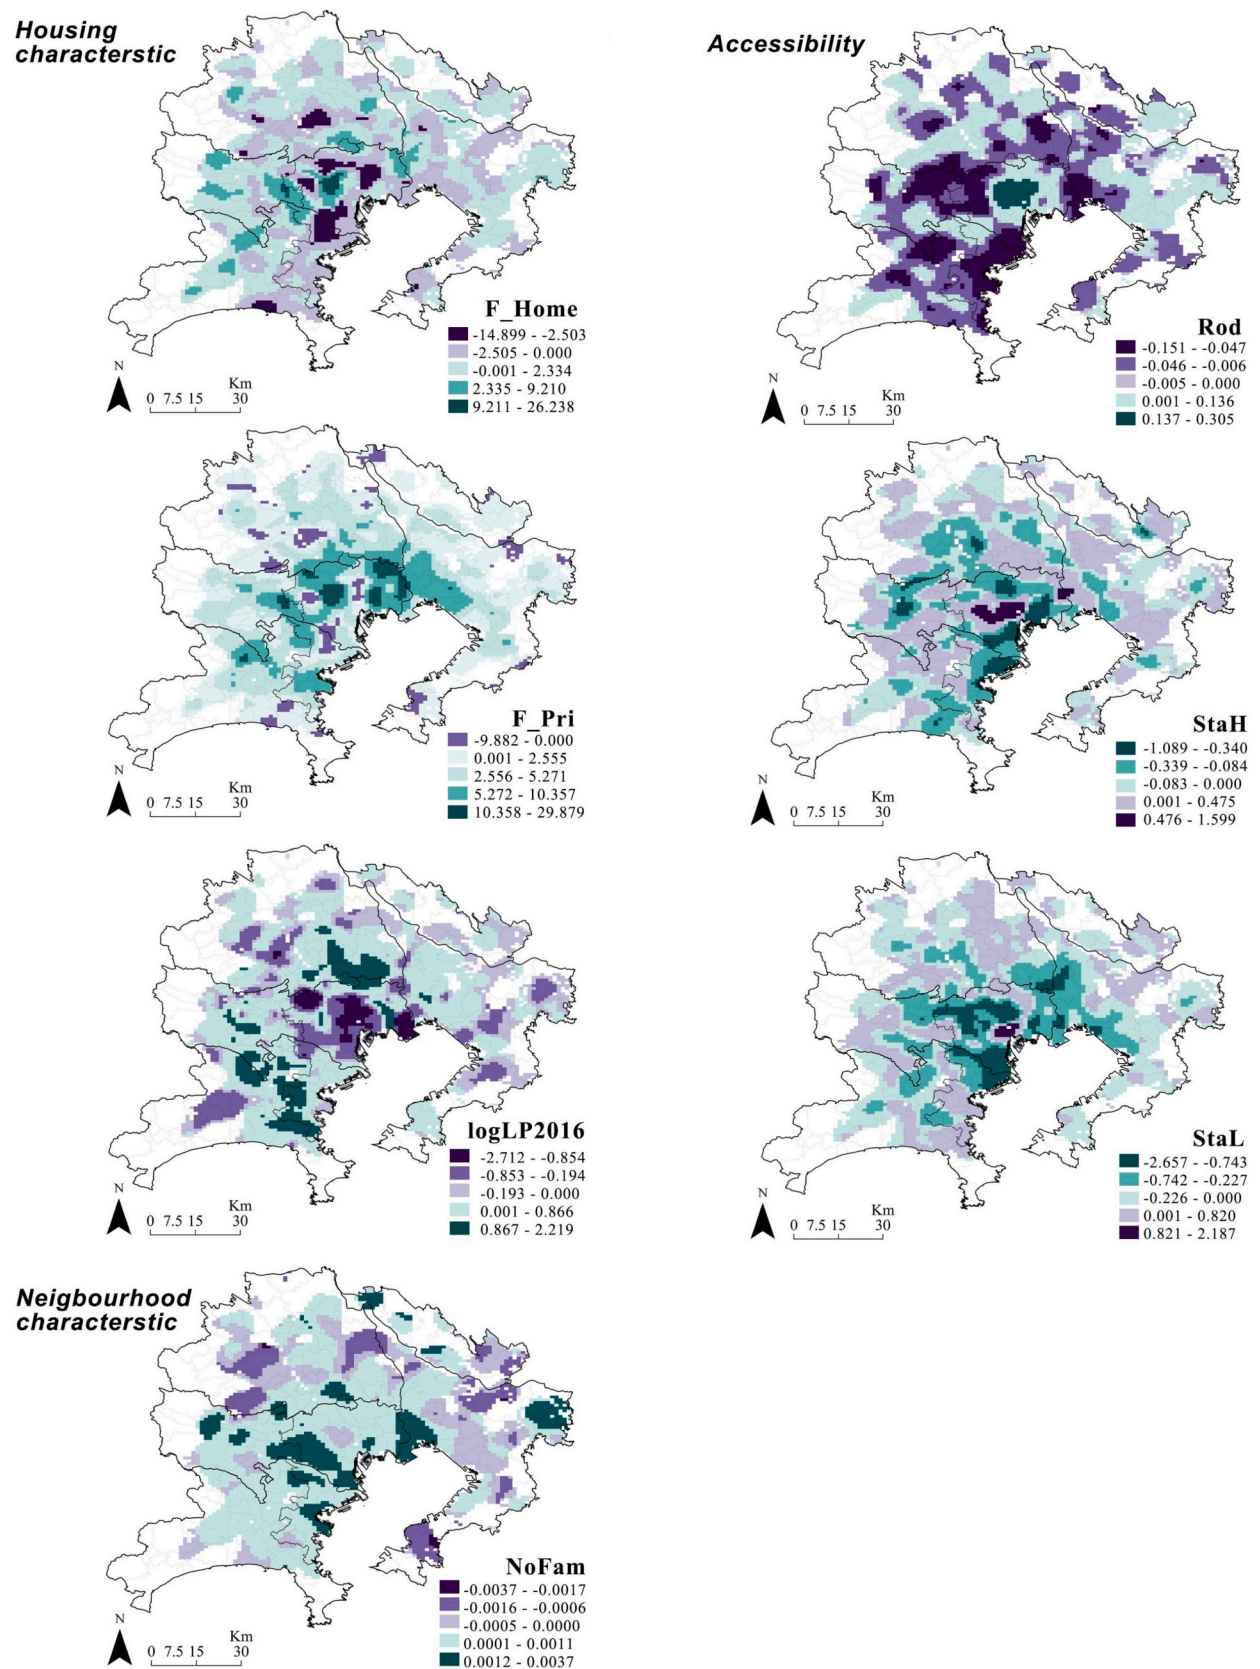 Housing
characterstic
F_Home
-14.899 - -2.503
-2.505 - 0.000
-0.001 - 2.334
2.335 - 9.210
9.211 - 26.238
N
Km
0 7.5 15 30
Accessibility
Rod
-0.151 - -0.047
-0.046 - -0.006
-0.005 - 0.000
0.001 - 0.136
0.137 - 0.305
N
Km
0 7.5 15 30
F_Pri
-9.882 - 0.000
0.001 - 2.555
2.556 - 5.271
5.272 - 10.357
10.358 - 29.879
N
Km
0 7.5 15 30
StaH
-1.089 - -0.340
-0.339 - -0.084
-0.083 - 0.000
0.001 - 0.475
0.476 - 1.599
N
Km
0 7.5 15 30
logLP2016
-2.712 - -0.854
-0.853 - -0.194
-0.193 - 0.000
0.001 - 0.866
0.867 - 2.219
N
Km
0 7.5 15 30
StaL
-2.657 - -0.743
-0.742 - -0.227
-0.226 - 0.000
0.001 - 0.820
0.821 - 2.187
N
Km
0 7.5 15 30
Neigbourhood
characterstic
NoFam
-0.0037 - -0.0017
-0.0016 - -0.0006
-0.0005 - 0.0000
0.0001 - 0.0011
0.0012 - 0.0037
N
Km
0 7.5 15 30